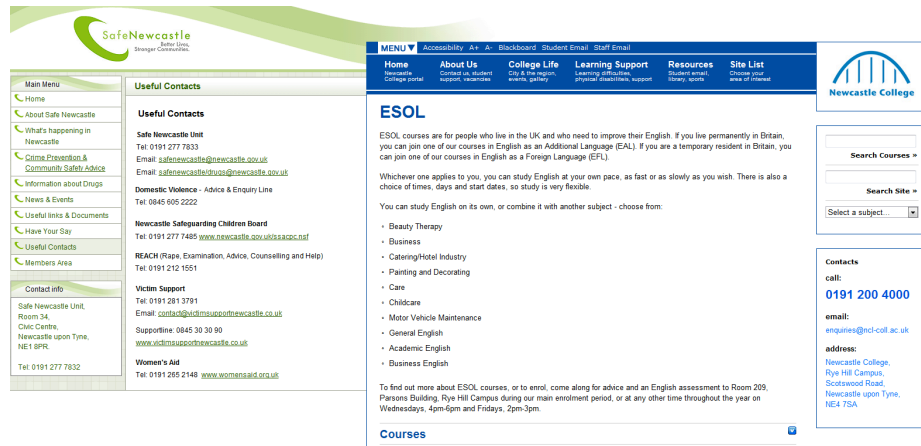 SafeNewcastle
Better Lives,
Stronger Communities.
Main Menu
Home
About Safe Newcastle
What's happening in
Newcastle
Crime Prevention &
Community Safety Advice
Information about Drugs
News & Events
Useful links & Documents
Have Your Say
Useful Contacts
Members Area
Contact info
Safe Newcastle Unit,
Room 34,
Civic Centre,
Newcastle upon Tyne,
NE1 8PR.
Tel: 0191 277 7832
Useful Contacts
Useful Contacts
Safe Newcastle Unit
Tel: 0191 277 7833
Email: safenewcastle@newcastle.gov.uk
Email: safenewcastle/drugs@newcastle.gov.uk
Domestic Violence - Advice & Enquiry Line
Tel: 0845 605 2222
Newcastle Safeguarding Children Board
Tel: 0191 277 7485 www.newcastle.gov.uk/ssacpc.nsf
REACH (Rape, Examination, Advice, Counselling and Help)
Tel: 0191 212 1551
Victim Support
Tel: 0191 281 3791
Email: contact@victimsupportnewcastle.co.uk
Supportline: 0845 30 30 90
www.victimsupportnewcastle.co.uk
Women's Aid
Tel: 0191 265 2148 www.womensaid.org.uk
MENU Accessibility A+ A- Blackboard Student Email Staff Email
Home
Newcastle
College portal
About Us
Contact us, student
support, vacancies
College Life
City & the region,
events, gallery
Learning Support
Learning difficulties,
physical disabilities, support
Resources
Student email,
library, sports
Site List
Choose your
area of interest
ESOL
ESOL courses are for people who live in the UK and who need to improve their English. If you live permanently in Britain,
you can join one of our courses in English as an Additional Language (EAL). If you are a temporary resident in Britain, you
can join one of our courses in English as a Foreign Language (EFL).
Whichever one applies to you, you can study English at your own pace, as fast or as slowly as you wish. There is also a
choice of times, days and start dates, so study is very flexible.
You can study English on its own, or combine it with another subject - choose from:
Beauty Therapy
Business
Catering/Hotel Industry
Painting and Decorating
Care
Childcare
Motor Vehicle Maintenance
General English
Academic English
Business English
To find out more about ESOL courses, or to enrol, come along for advice and an English assessment to Room 209,
Parsons Building, Rye Hill Campus during our main enrolment period, or at any other time throughout the year on
Wednesdays, 4pm-6pm and Fridays, 2pm-3pm.
Courses
Newcastle College
Search Courses »
Search Site »
Select a subject...
Contacts
call:
0191 200 4000
email:
enquiries@ncl-coll.ac.uk
address:
Newcastle College,
Rye Hill Campus,
Scotswood Road,
Newcastle upon Tyne,
NE4 7SA